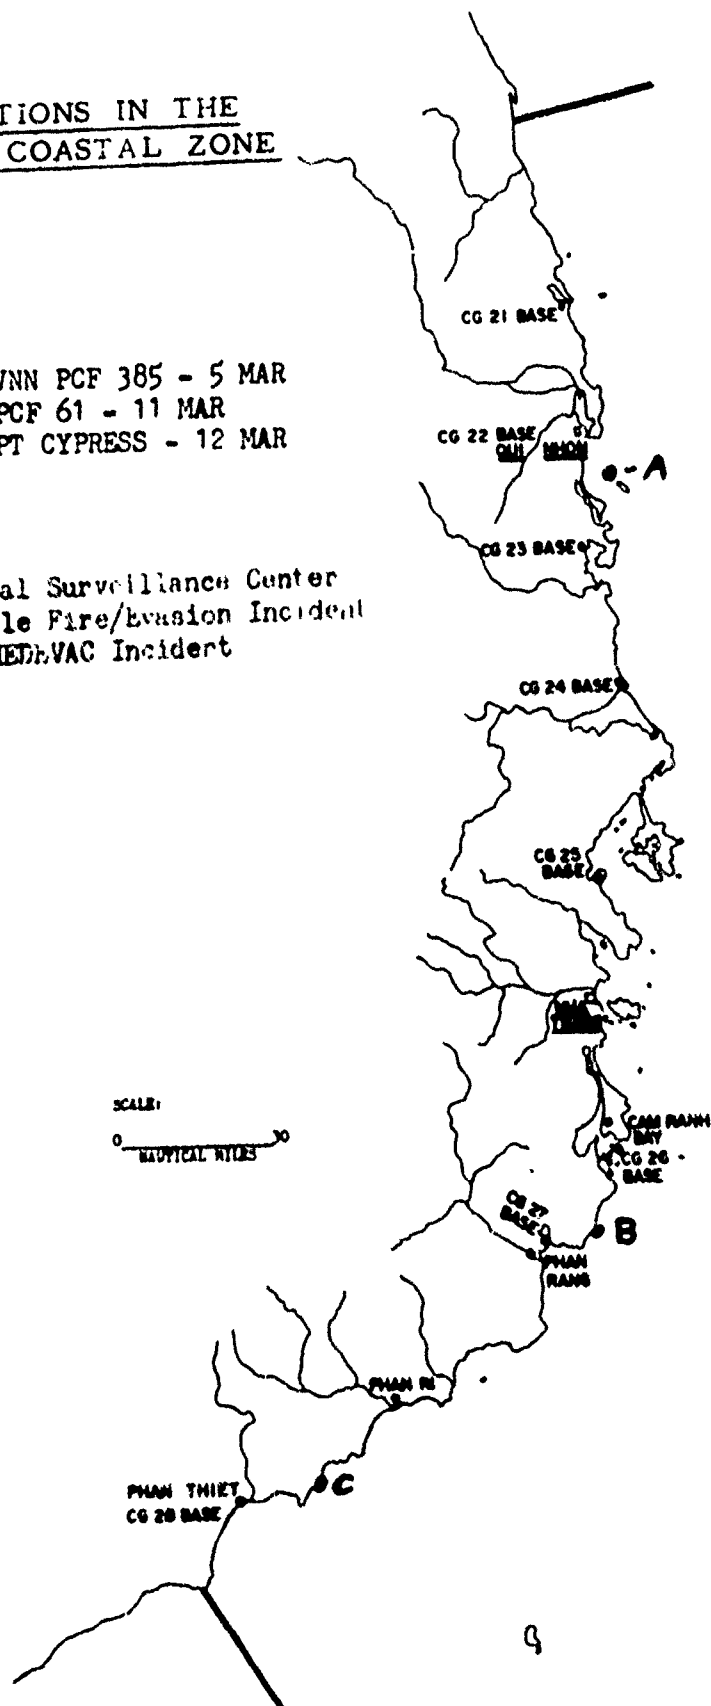 TIONS IN THE
COASTAL ZONE
VNN PCF 385 - 5 MAR
PCF 61 - 11 MAR
PT CYPRESS - 12 MAR
al Surveillance Center
le Fire/Evasion Incident
MEDEVAC Incident
CG 21 BASE
CG 22 BASE
QUI NHON
A
CG 23 BASE
CG 24 BASE
CG 25
BASE
NHA
CAM RANH
BAY
CG 26
BASE
CG 27
BASE
B
PHAN
RANG
PHAN RI
C
PHAN THIET
CG 28 BASE
SCALE:
0 30
NAUTICAL MILES
9